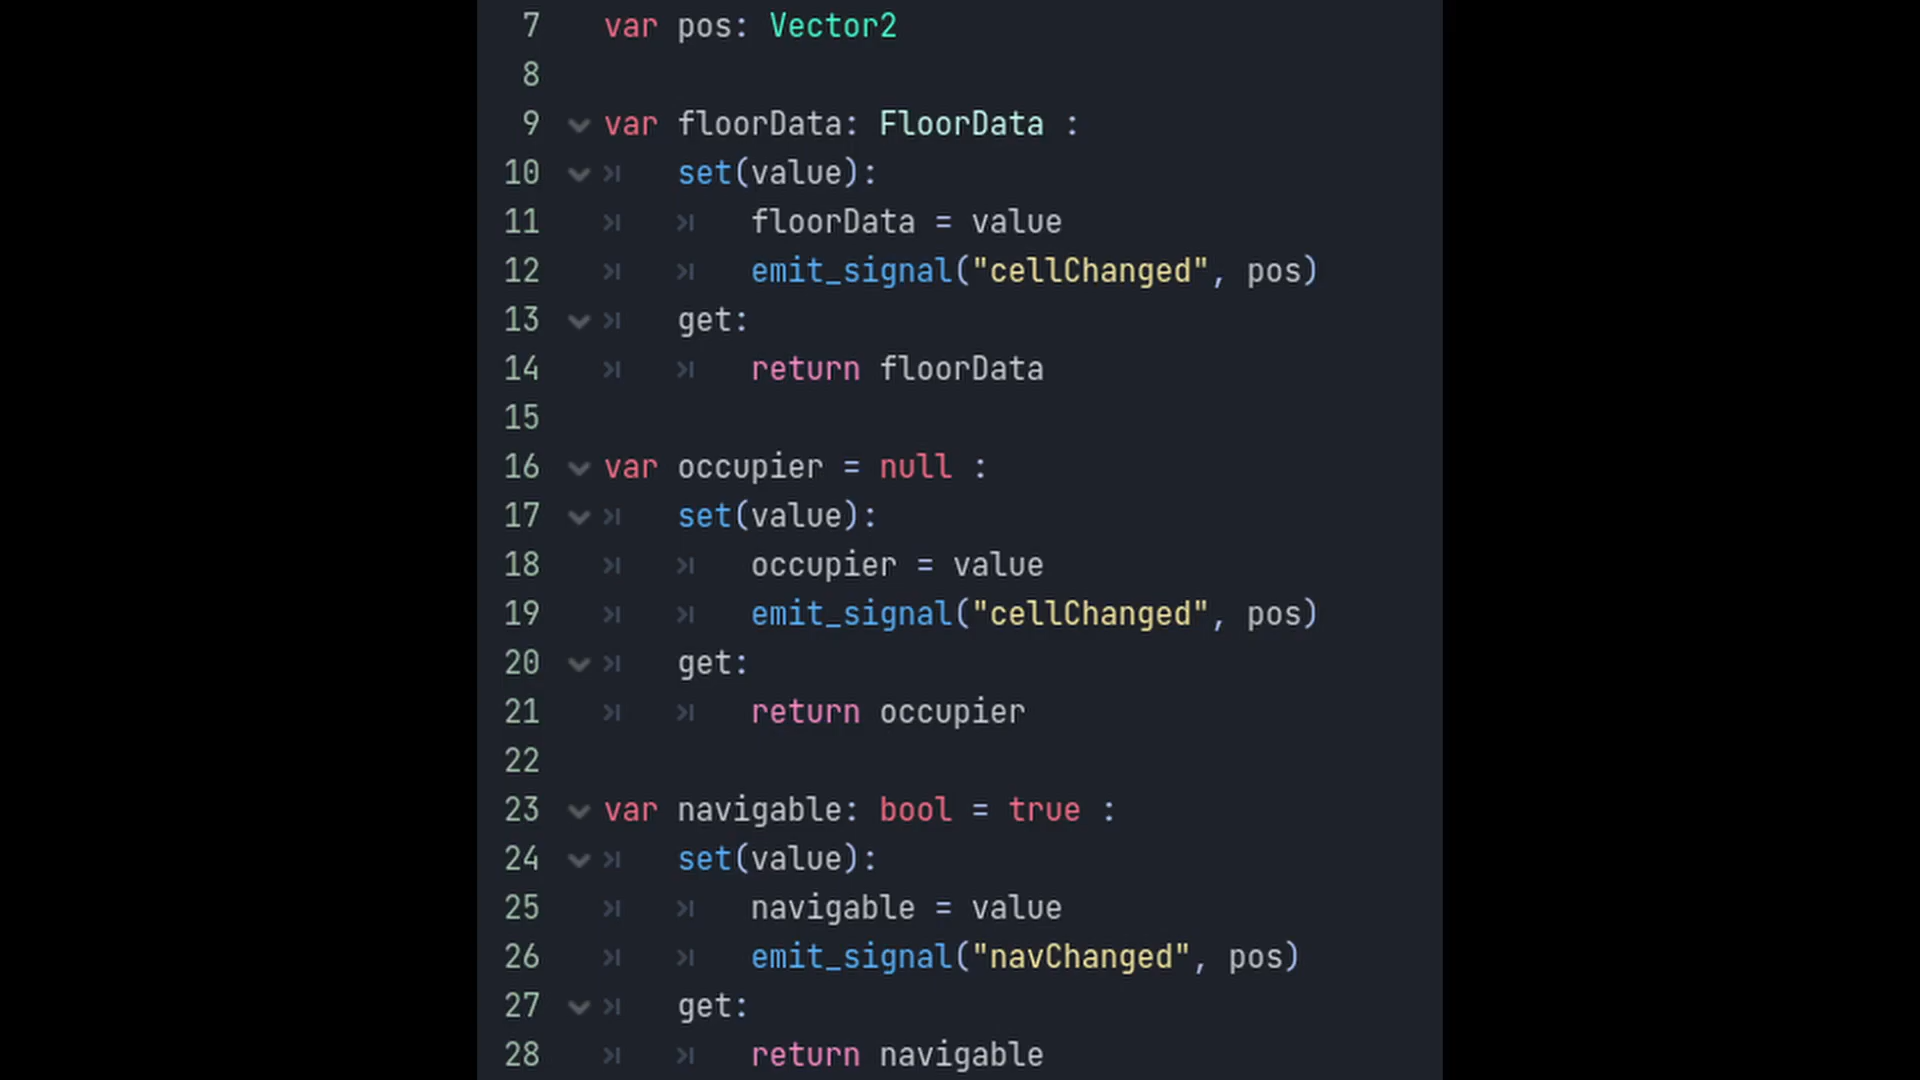 7 var pos: Vector2
8
9 var floorData: FloorData :
10 set(value):
11 floorData = value
12 emit_signal("cellChanged", pos)
13 get:
14 return floorData
15
16 var occupier = null :
17 set(value):
18 occupier = value
19 emit_signal("cellChanged", pos)
20 get:
21 return occupier
22
23 var navigable: bool = true :
24 set(value):
25 navigable = value
26 emit_signal("navChanged", pos)
27 get:
28 return navigable